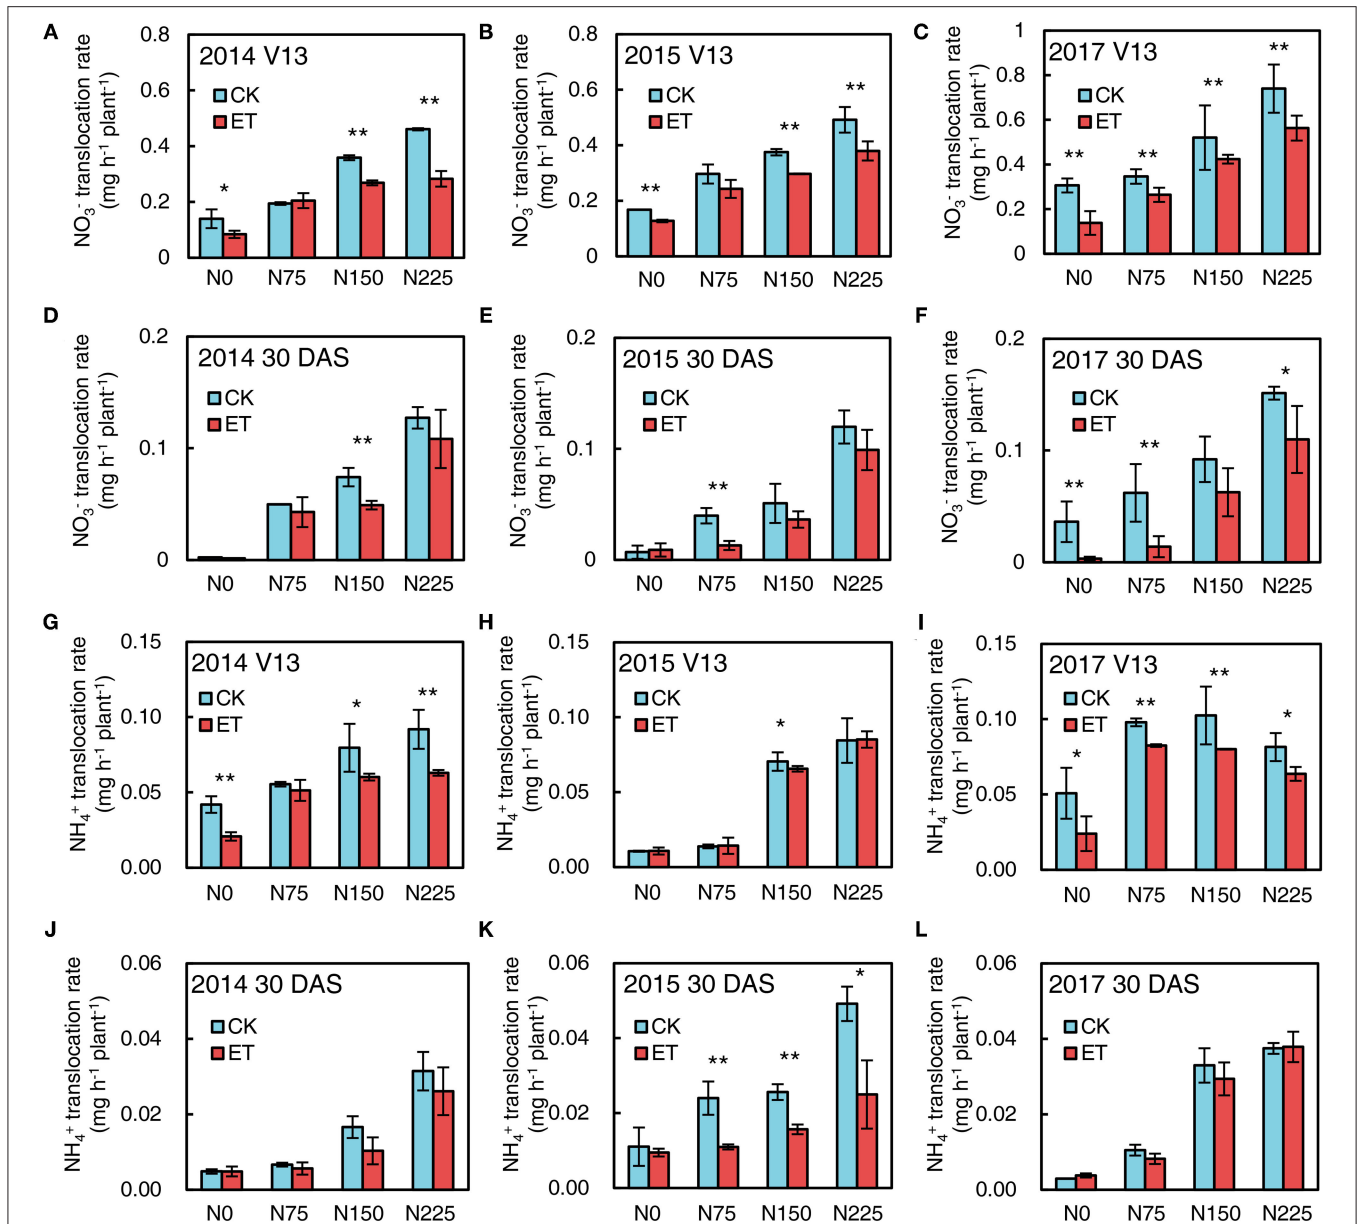 A
NO₃⁻ translocation rate
(mg h⁻¹ plant⁻¹)
0.8
0.6
0.4
0.2
0
2014 V13
CK
ET
*
**
**
N0 N75 N150 N225
B
NO₃⁻ translocation rate
(mg h⁻¹ plant⁻¹)
0.8
0.6
0.4
0.2
0
2015 V13
CK
ET
**
**
**
N0 N75 N150 N225
C
NO₃⁻ translocation rate
(mg h⁻¹ plant⁻¹)
1
0.8
0.6
0.4
0.2
0
2017 V13
CK
ET
**
**
**
**
N0 N75 N150 N225
D
NO₃⁻ translocation rate
(mg h⁻¹ plant⁻¹)
0.2
0.1
0
2014 30 DAS
CK
ET
**
N0 N75 N150 N225
E
NO₃⁻ translocation rate
(mg h⁻¹ plant⁻¹)
0.2
0.1
0
2015 30 DAS
CK
ET
**
N0 N75 N150 N225
F
NO₃⁻ translocation rate
(mg h⁻¹ plant⁻¹)
0.2
0.1
0
2017 30 DAS
CK
ET
**
**
*
N0 N75 N150 N225
G
NH₄⁺ translocation rate
(mg h⁻¹ plant⁻¹)
0.15
0.10
0.05
0.00
2014 V13
CK
ET
**
*
**
N0 N75 N150 N225
H
NH₄⁺ translocation rate
(mg h⁻¹ plant⁻¹)
0.15
0.10
0.05
0.00
2015 V13
CK
ET
*
N0 N75 N150 N225
I
NH₄⁺ translocation rate
(mg h⁻¹ plant⁻¹)
0.15
0.10
0.05
0.00
2017 V13
CK
ET
*
**
**
*
N0 N75 N150 N225
J
NH₄⁺ translocation rate
(mg h⁻¹ plant⁻¹)
0.06
0.04
0.02
0.00
2014 30 DAS
CK
ET
N0 N75 N150 N225
K
NH₄⁺ translocation rate
(mg h⁻¹ plant⁻¹)
0.06
0.04
0.02
0.00
2015 30 DAS
CK
ET
**
**
*
N0 N75 N150 N225
L
NH₄⁺ translocation rate
(mg h⁻¹ plant⁻¹)
0.06
0.04
0.02
0.00
2017 30 DAS
CK
ET
N0 N75 N150 N225